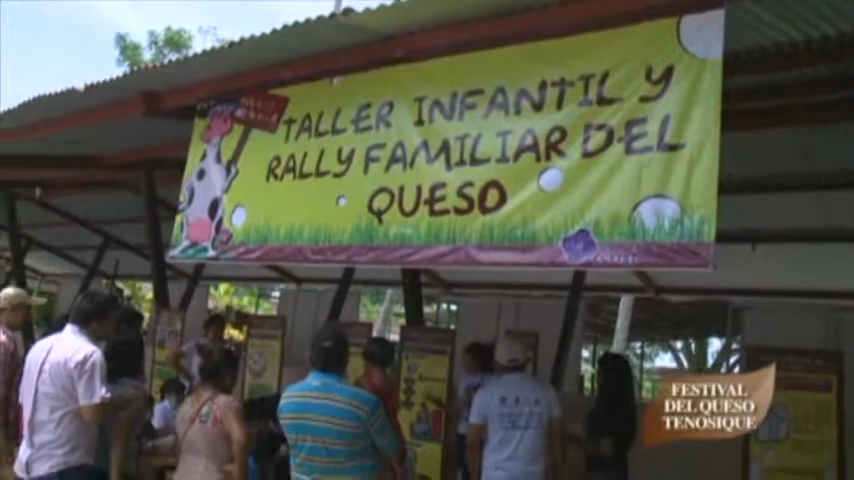 TALLER INFANTIL Y
RALLY FAMILIAR DEL
QUESO
FESTIVAL
DEL QUESO
TENOSIQUE